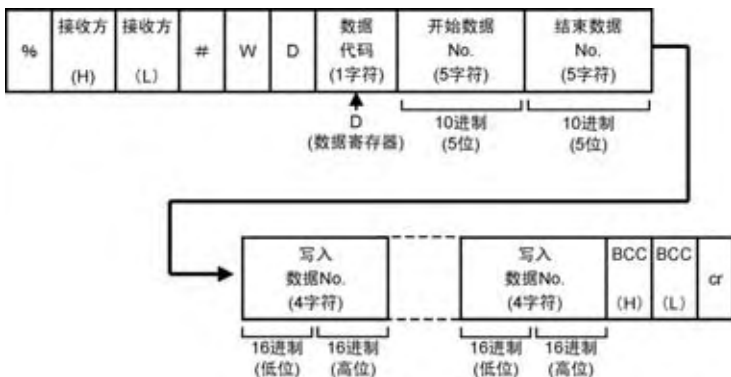 %
接收方
(H)
接收方
(L)
#
W
D
数据
代码
(1字符)
开始数据
No.
(5字符)
结束数据
No.
(5字符)
D
(数据寄存器)
10进制
(5位)
10进制
(5位)
写入
数据No.
(4字符)
写入
数据No.
(4字符)
BCC
(H)
BCC
(L)
cr
16进制
(低位)
16进制
(高位)
16进制
(低位)
16进制
(高位)